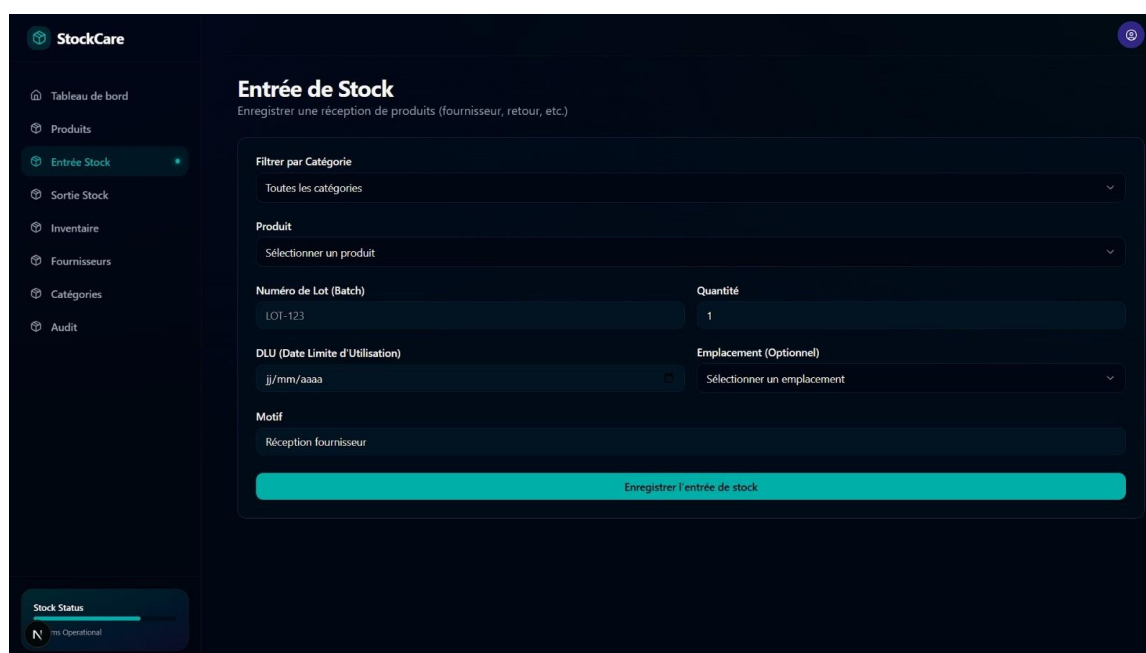 StockCare
Tableau de bord
Produits
Entrée Stock
Sortie Stock
Inventaire
Fournisseurs
Catégories
Audit
Entrée de Stock
Enregistrer une réception de produits (fournisseur, retour, etc.)
Filtrer par Catégorie
Toutes les catégories
Produit
Sélectionner un produit
Numéro de Lot (Batch)
LOT-123
Quantité
1
DLU (Date Limite d'Utilisation)
jj/mm/aaaa
Emplacement (Optionnel)
Sélectionner un emplacement
Motif
Réception fournisseur
Enregistrer l'entrée de stock
Stock Status
N
Operational